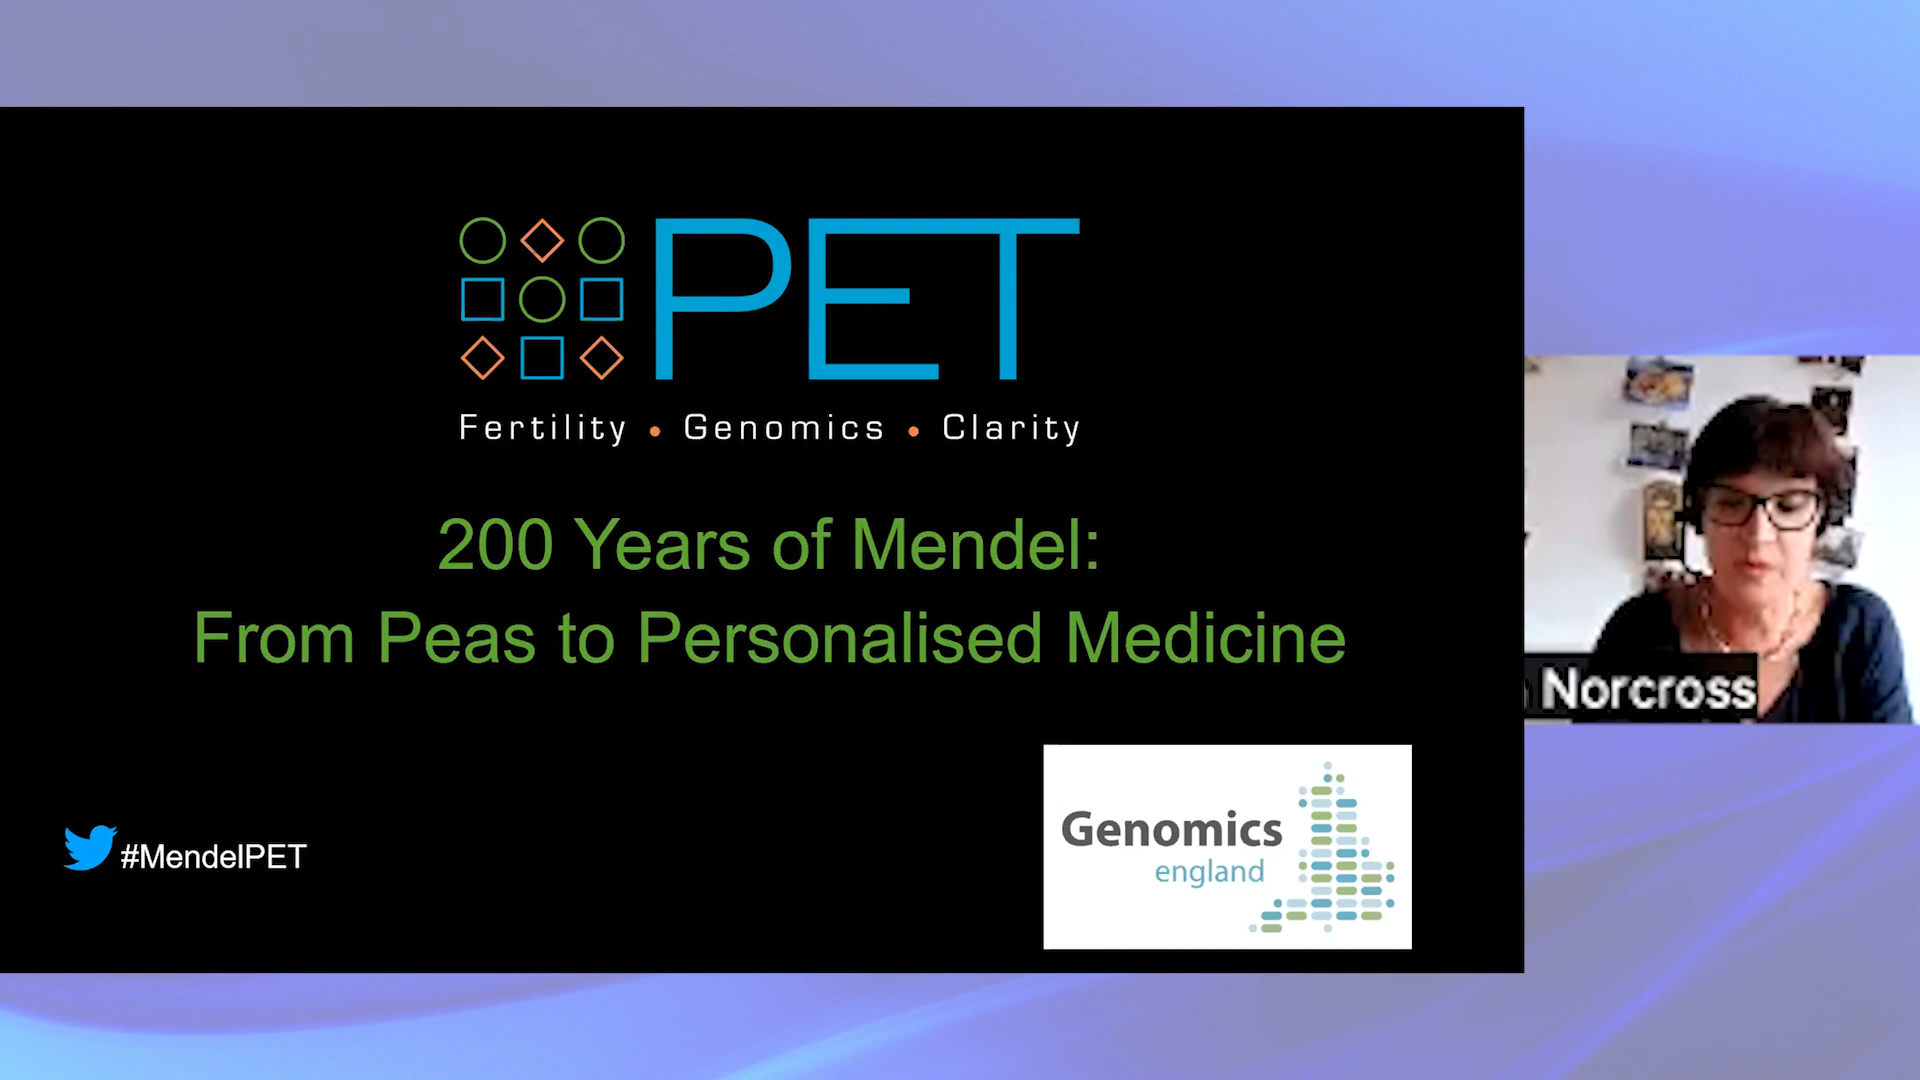 PET
Fertility • Genomics • Clarity
200 Years of Mendel:
From Peas to Personalised Medicine
Norcross
#MendelPET
Genomics
england